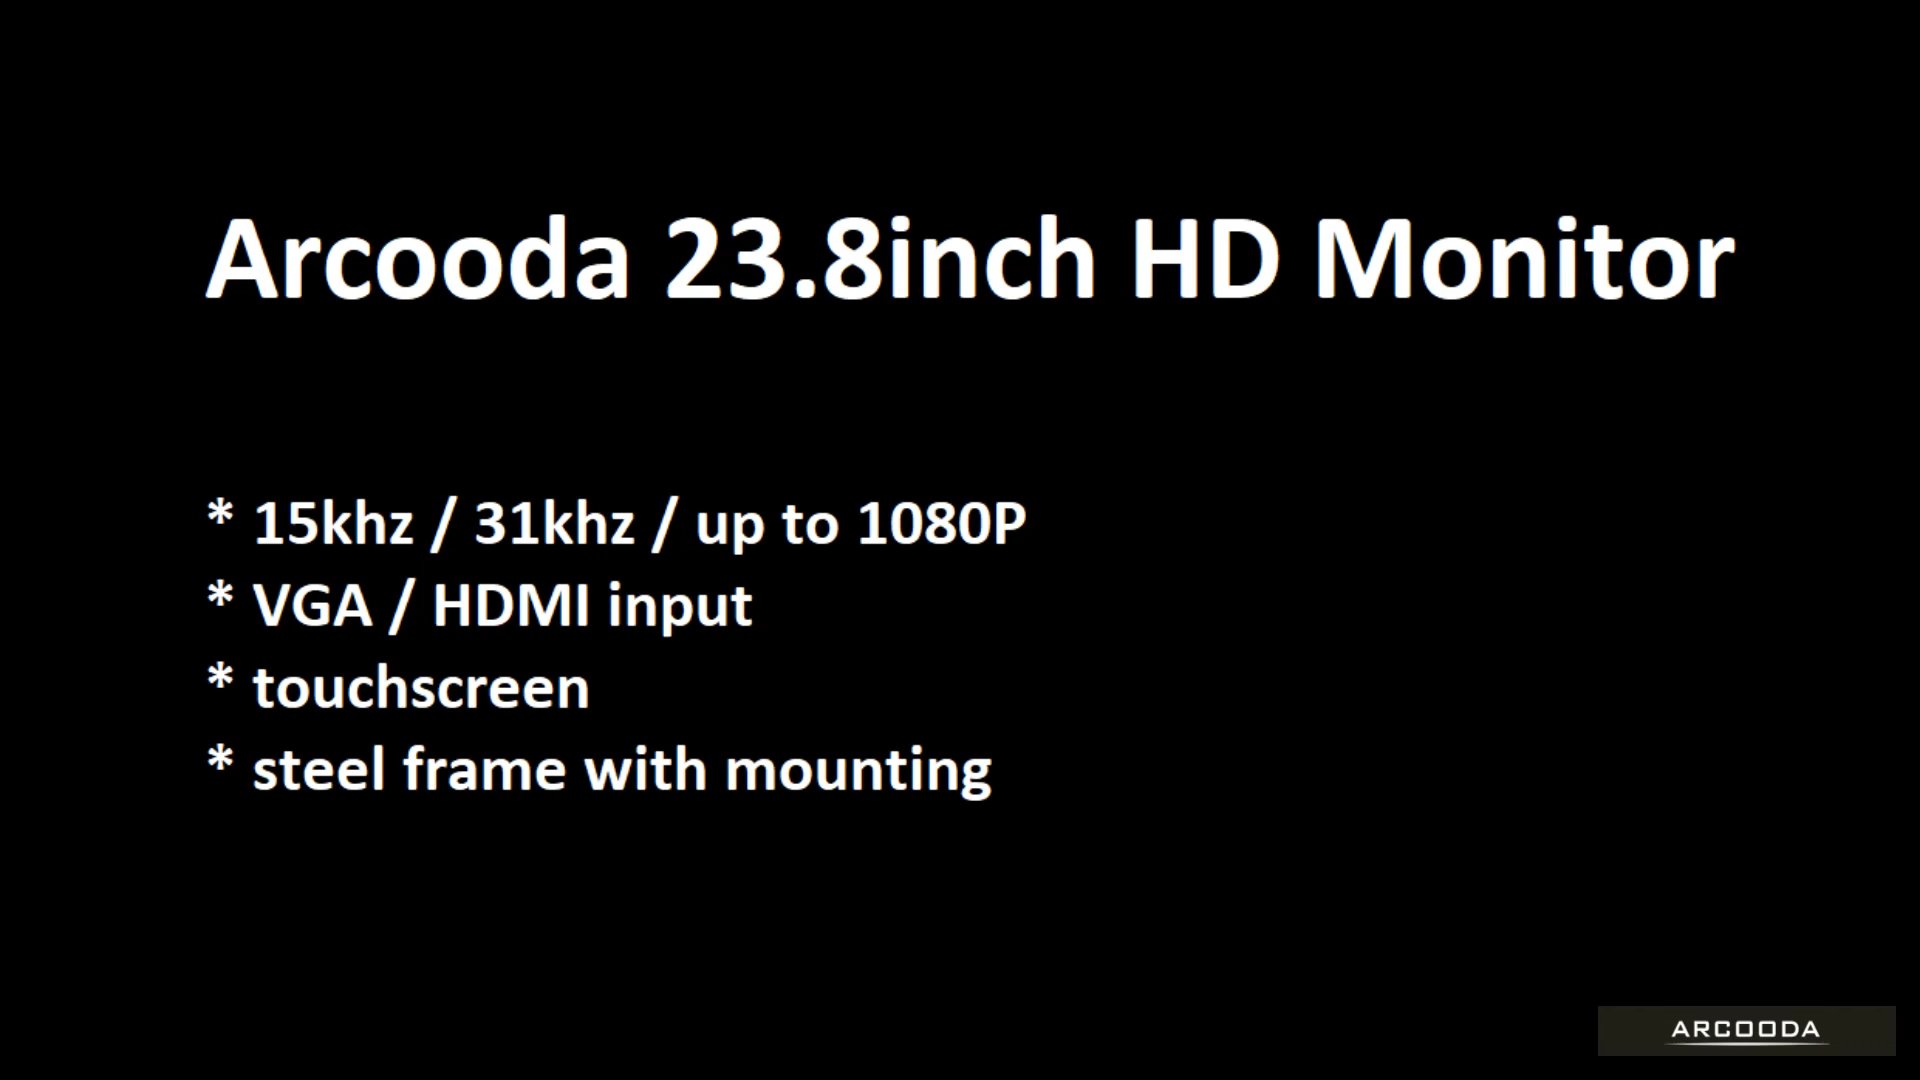 Arcooda 23.8inch HD Monitor
* 15khz / 31khz / up to 1080P
* VGA / HDMI input
* touchscreen
* steel frame with mounting
ARCOODA